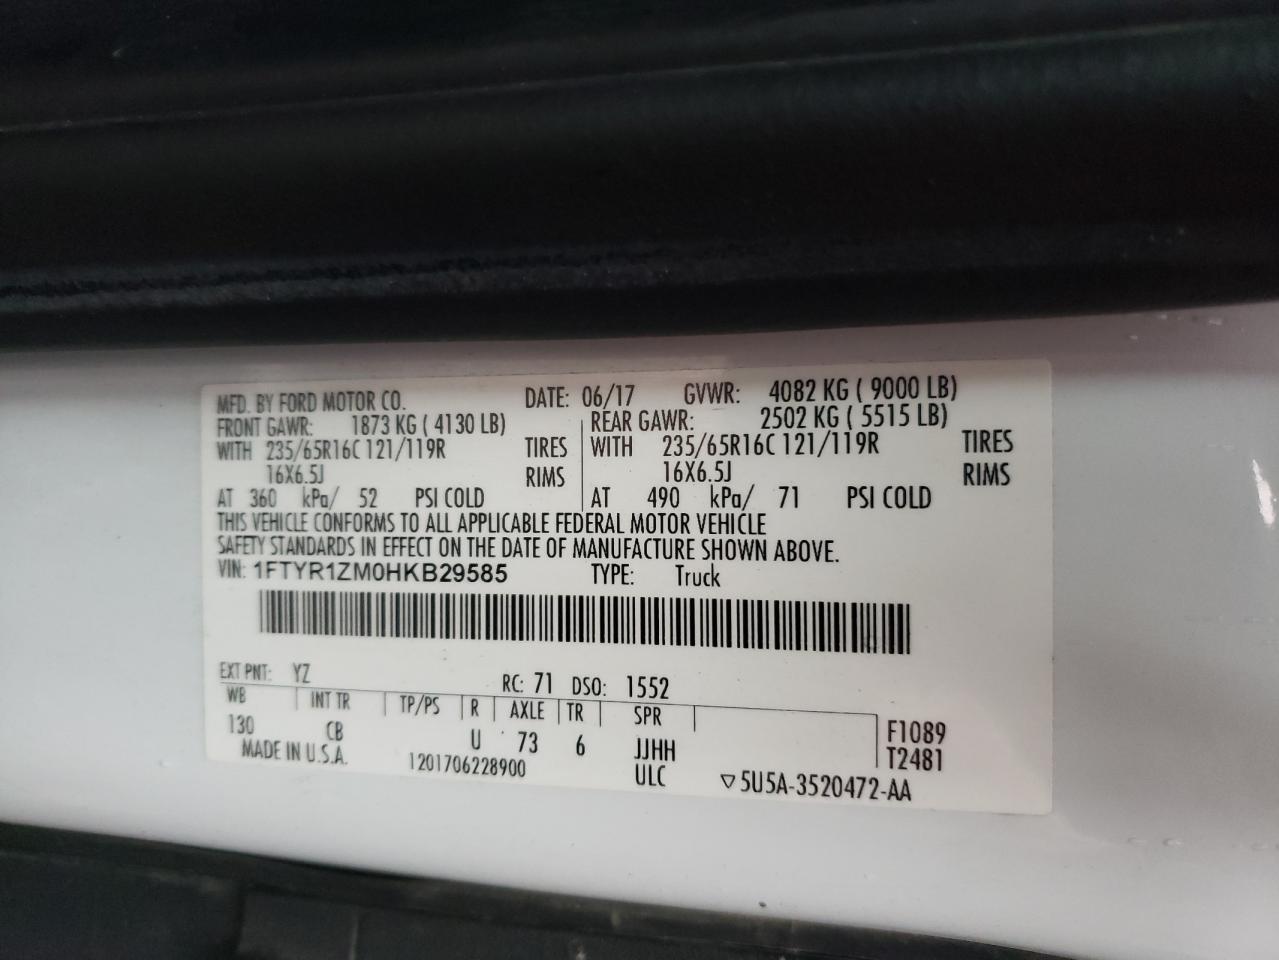 MFD. BY FORD MOTOR CO. DATE: 06/17 GVWR: 4082 KG ( 9000 LB)
FRONT GAWR: 1873 KG ( 4130 LB) REAR GAWR: 2502 KG ( 5515 LB)
WITH 235/65R16C 121/119R TIRES WITH 235/65R16C 121/119R TIRES
16X6.5J RIMS 16X6.5J RIMS
AT 360 kPa/ 52 PSI COLD AT 490 kPa/ 71 PSI COLD
THIS VEHICLE CONFORMS TO ALL APPLICABLE FEDERAL MOTOR VEHICLE
SAFETY STANDARDS IN EFFECT ON THE DATE OF MANUFACTURE SHOWN ABOVE.
VIN: 1FTYR1ZM0HKB29585 TYPE: Truck
EXT PNT: YZ RC: 71 DSO: 1552
WB INT TR TP/PS R AXLE TR SPR F1089
130 CB U 73 6 JJHH T2481
MADE IN U.S.A. 1201706228900 ULC ▽5U5A-3520472-AA